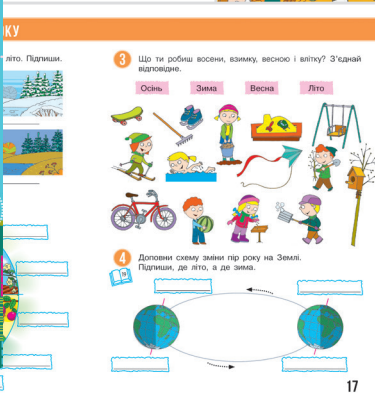 КУ
літо. Підпиши.
3 Що ти робиш восени, взимку, весною і влітку? З'єднай
відповідне.
Осінь Зима Весна Літо
4 Доповни схему зміни пір року на Землі.
Підпиши, де літо, а де зима.
17